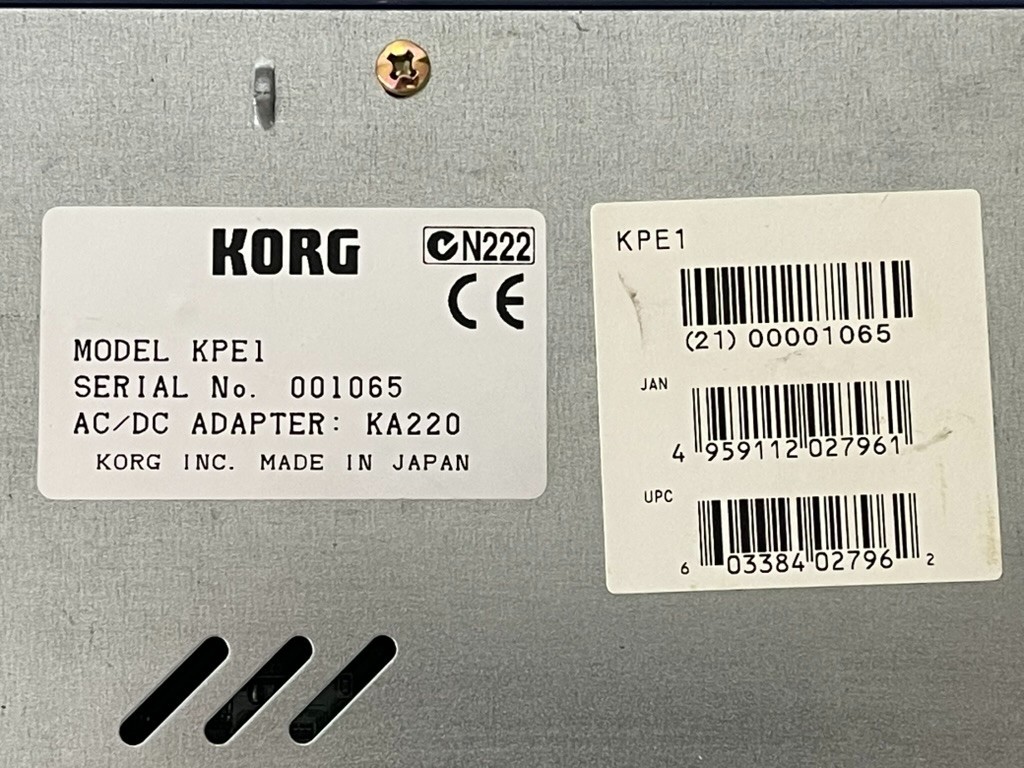 KORG
N222
CE
MODEL KPE1
SERIAL No. 001065
AC/DC ADAPTER: KA220
KORG INC. MADE IN JAPAN
KPE1
(21) 00001065
JAN
4 959112 027961
UPC
6 03384 02796 2